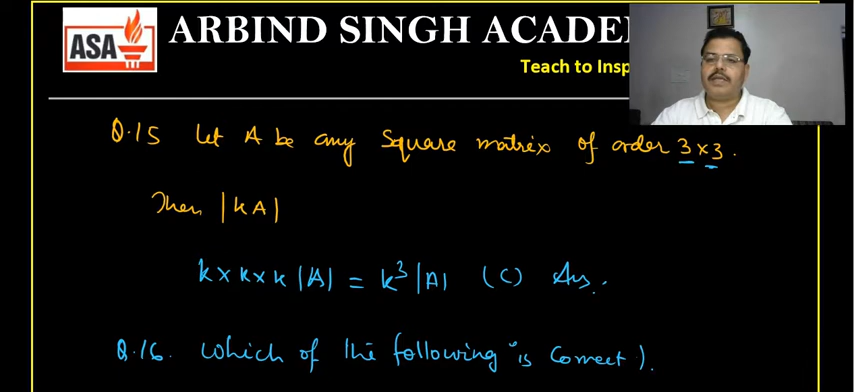 ASA
ARBIND SINGH ACADEM
Teach to Insp
Q.15 Let A be any square matrix of order 3 x 3.
Then |kA|
k x k x k |A| = k³ |A| (C) Ans.
Q.16. Which of the following is correct).